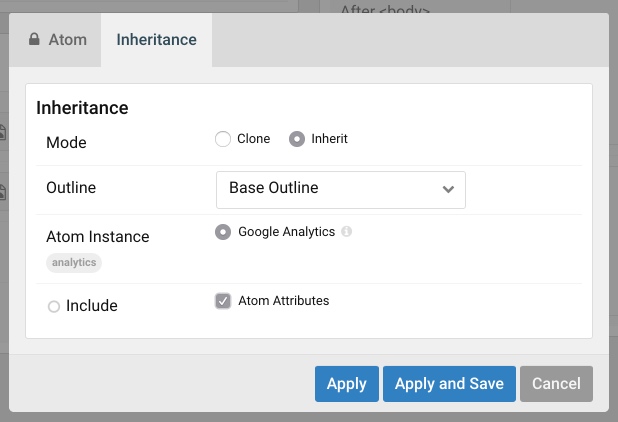 After <body>
Atom
Inheritance
Inheritance
Mode
Clone
Inherit
Outline
Base Outline
Atom Instance
Google Analytics
analytics
Include
Atom Attributes
Apply
Apply and Save
Cancel